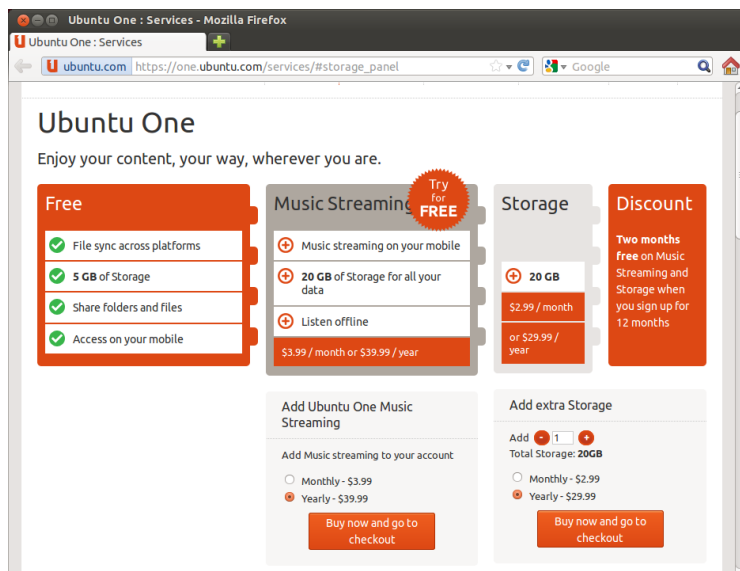 Ubuntu One : Services - Mozilla Firefox
Ubuntu One : Services
ubuntu.com https://one.ubuntu.com/services/#storage_panel
Google
Ubuntu One
Enjoy your content, your way, wherever you are.
Free
File sync across platforms
5 GB of Storage
Share folders and files
Access on your mobile
Music Streaming
Try
for
FREE
Music streaming on your mobile
20 GB of Storage for all your
data
Listen offline
$3.99 / month or $39.99 / year
Storage
20 GB
$2.99 / month
or $29.99 /
year
Discount
Two months
free on Music
Streaming and
Storage when
you sign up for
12 months
Add Ubuntu One Music
Streaming
Add Music streaming to your account
Monthly - $3.99
Yearly - $39.99
Buy now and go to
checkout
Add extra Storage
Add - 1 +
Total Storage: 20GB
Monthly - $2.99
Yearly - $29.99
Buy now and go to
checkout